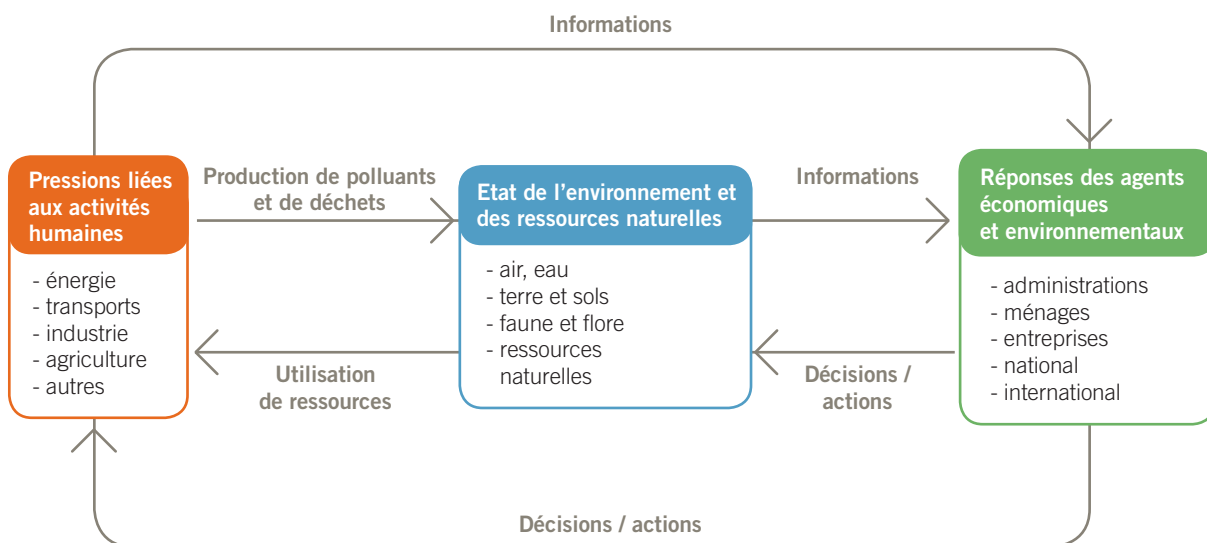 Informations
Pressions liées
aux activités
humaines
- énergie
- transports
- industrie
- agriculture
- autres
Production de polluants
et de déchets
Utilisation
de ressources
Etat de l'environnement et
des ressources naturelles
- air, eau
- terre et sols
- faune et flore
- ressources
naturelles
Informations
Décisions /
actions
Réponses des agents
économiques
et environnementaux
- administrations
- ménages
- entreprises
- national
- international
Décisions / actions